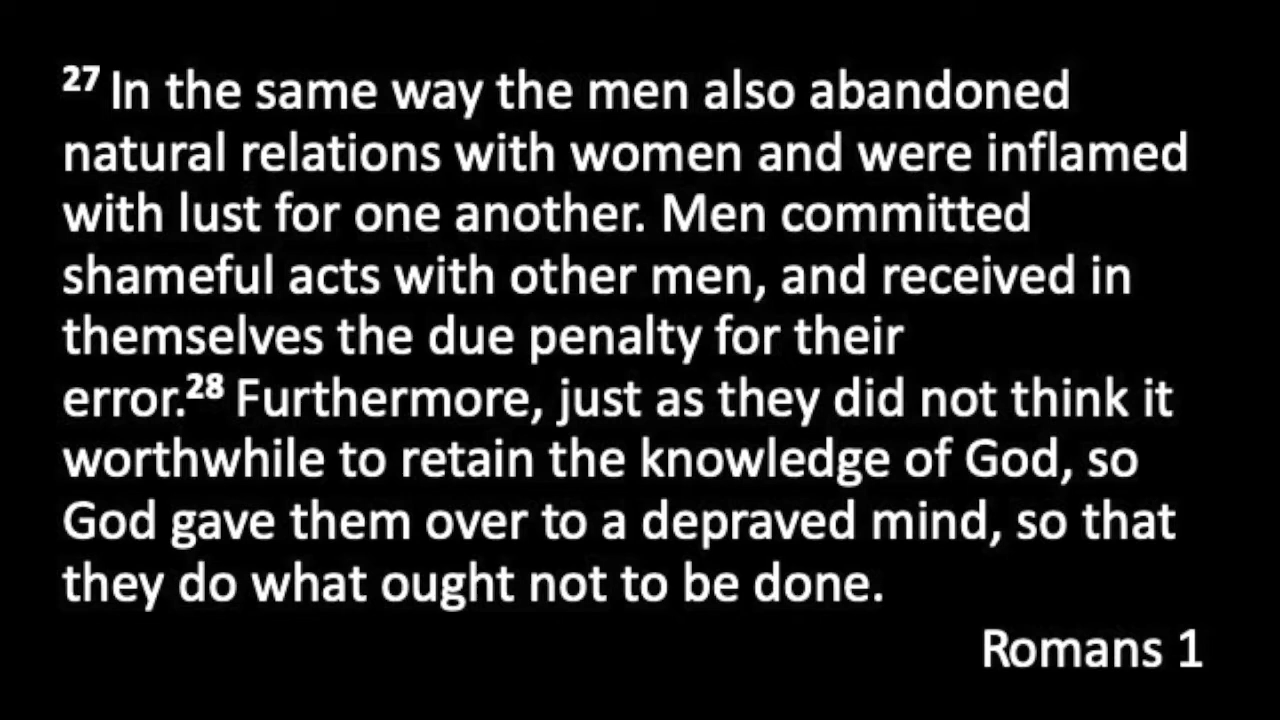 27 In the same way the men also abandoned
natural relations with women and were inflamed
with lust for one another. Men committed
shameful acts with other men, and received in
themselves the due penalty for their
error.28 Furthermore, just as they did not think it
worthwhile to retain the knowledge of God, so
God gave them over to a depraved mind, so that
they do what ought not to be done.
Romans 1